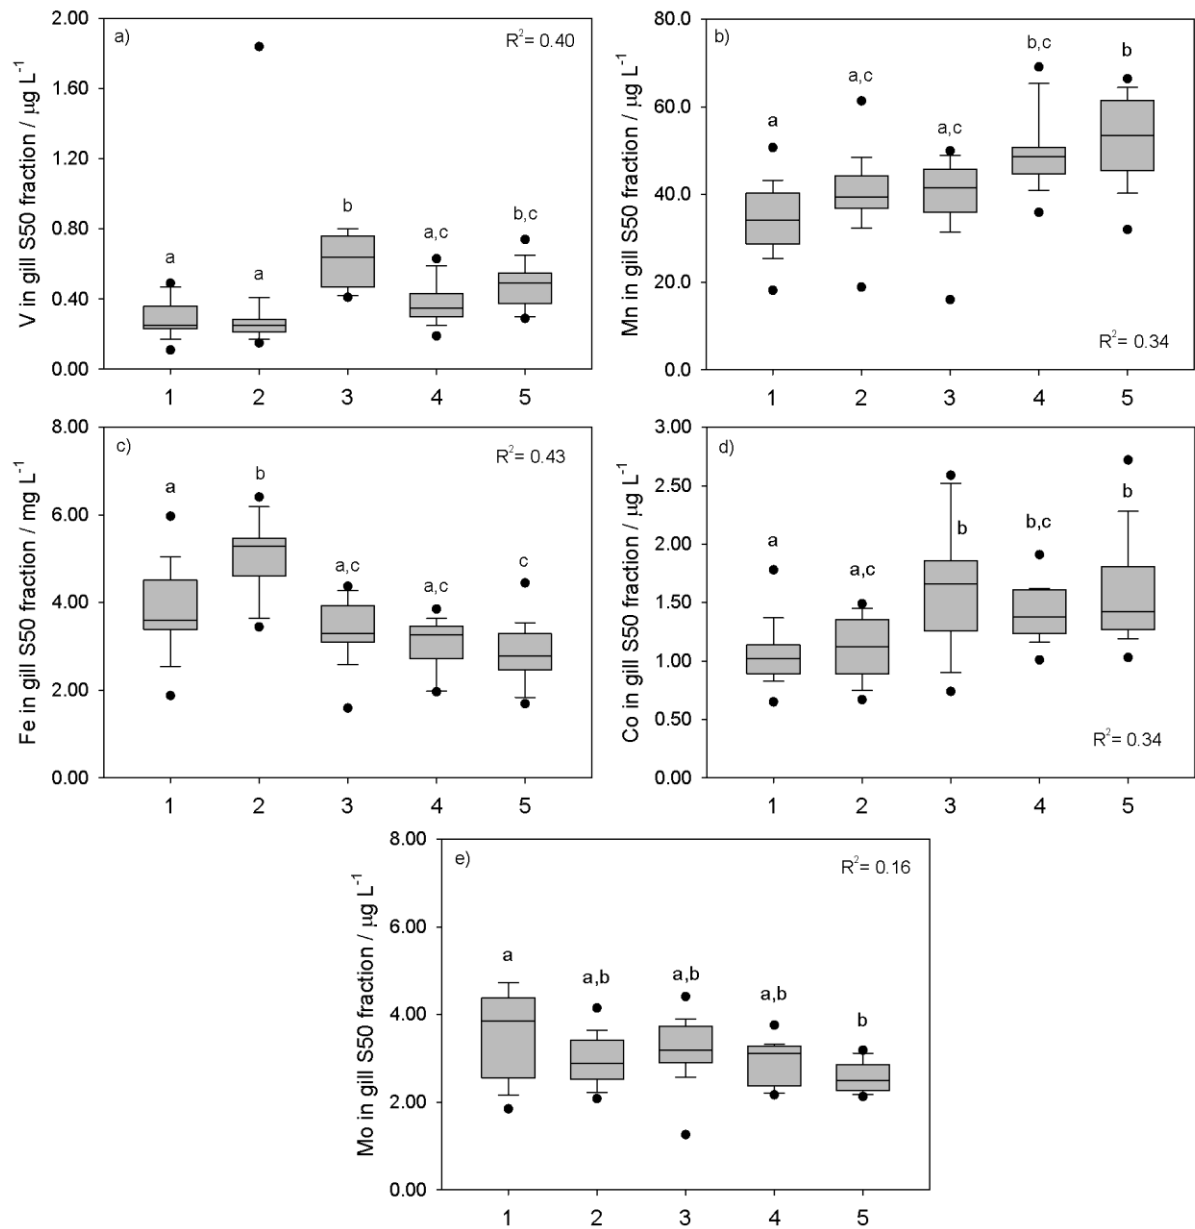 a)
R²= 0.40
V in gill S50 fraction / µg L⁻¹
2.00
1.60
1.20
0.80
0.40
0.00
a
a
b
a,c
b,c
1 2 3 4 5
b)
R²= 0.34
Mn in gill S50 fraction / µg L⁻¹
80.0
60.0
40.0
20.0
0.0
a
a,c
a,c
b,c
b
1 2 3 4 5
c)
R²= 0.43
Fe in gill S50 fraction / mg L⁻¹
8.00
6.00
4.00
2.00
0.00
a
b
a,c
a,c
c
1 2 3 4 5
d)
R²= 0.34
Co in gill S50 fraction / µg L⁻¹
3.00
2.50
2.00
1.50
1.00
0.50
0.00
a
a,c
b
b,c
b
1 2 3 4 5
e)
R²= 0.16
Mo in gill S50 fraction / µg L⁻¹
8.00
6.00
4.00
2.00
0.00
a
a,b
a,b
a,b
b
1 2 3 4 5